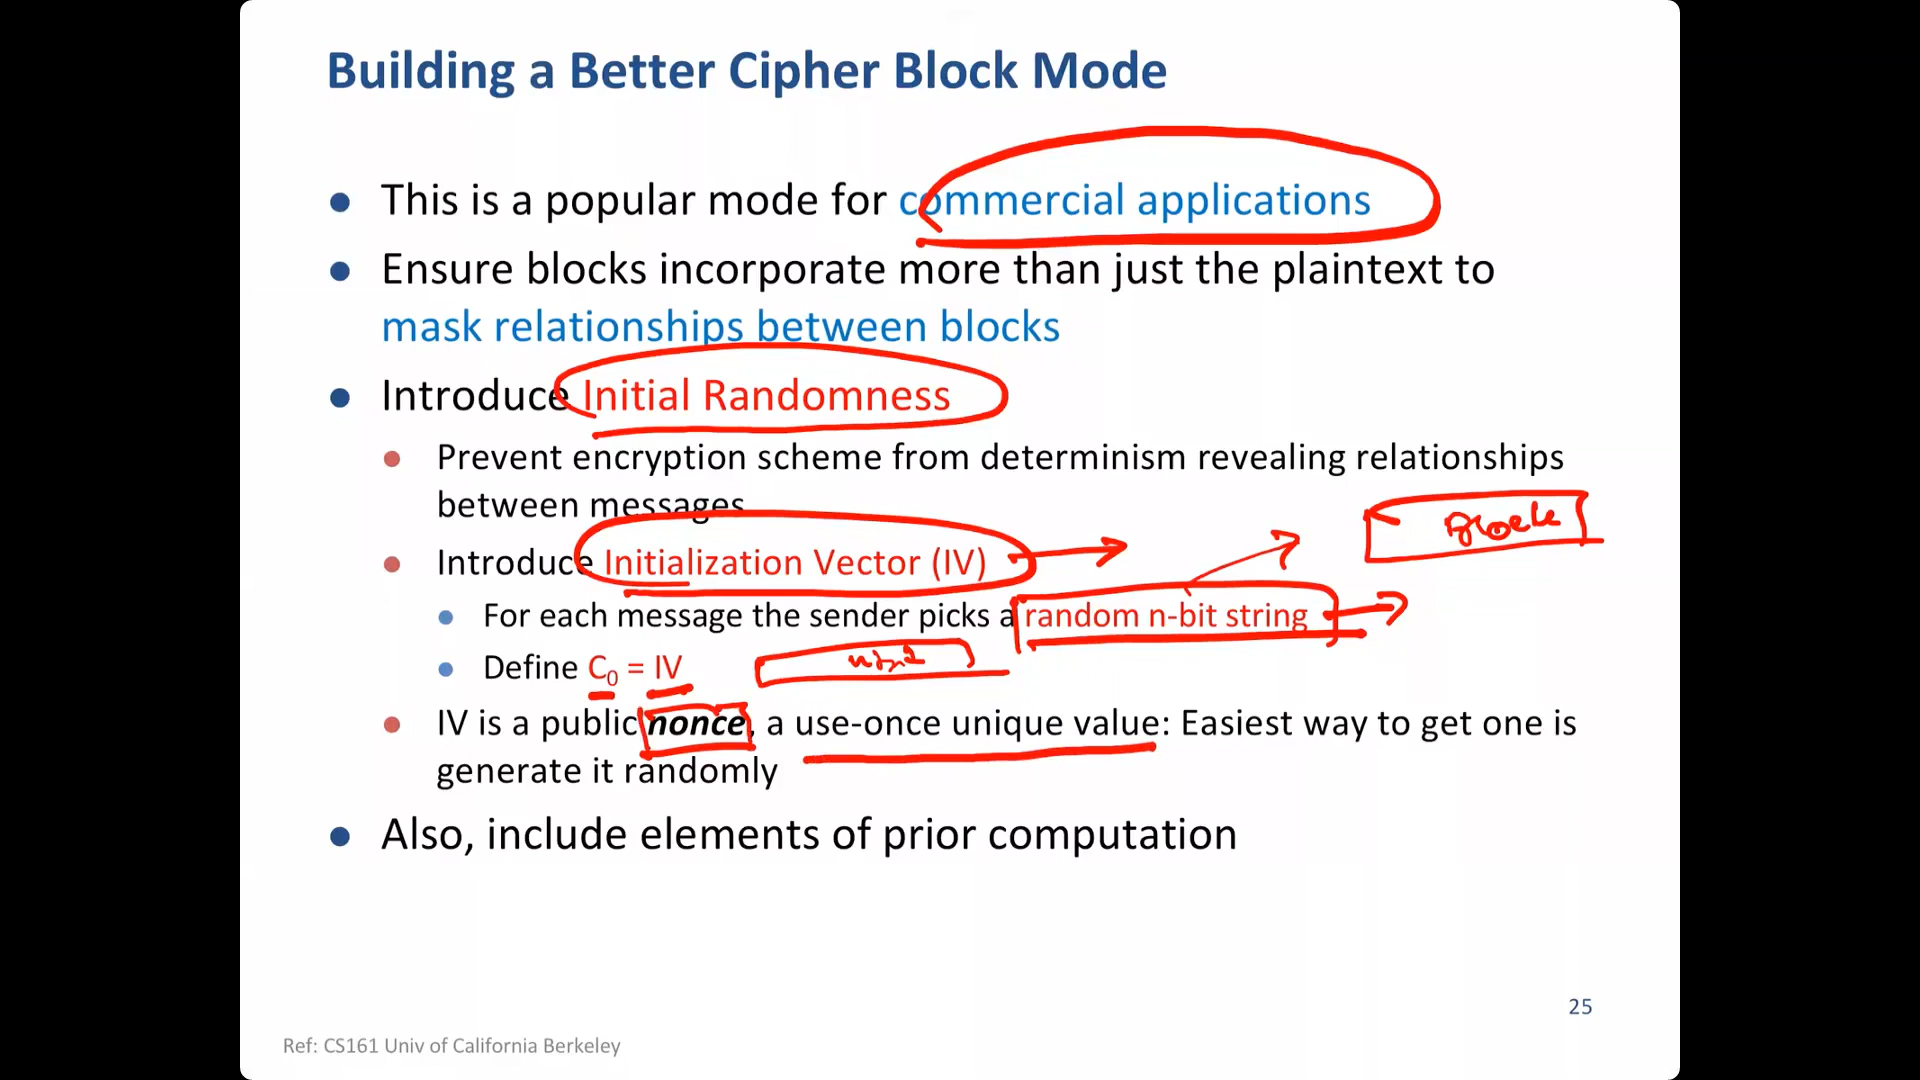 Building a Better Cipher Block Mode
This is a popular mode for commercial applications
Ensure blocks incorporate more than just the plaintext to
mask relationships between blocks
Introduce Initial Randomness
Prevent encryption scheme from determinism revealing relationships
between messages
Block
Introduce Initialization Vector (IV)
For each message the sender picks a random n-bit string
Define C₀ = IV
IV is a public nonce, a use-once unique value: Easiest way to get one is
generate it randomly
Also, include elements of prior computation
25
Ref: CS161 Univ of California Berkeley